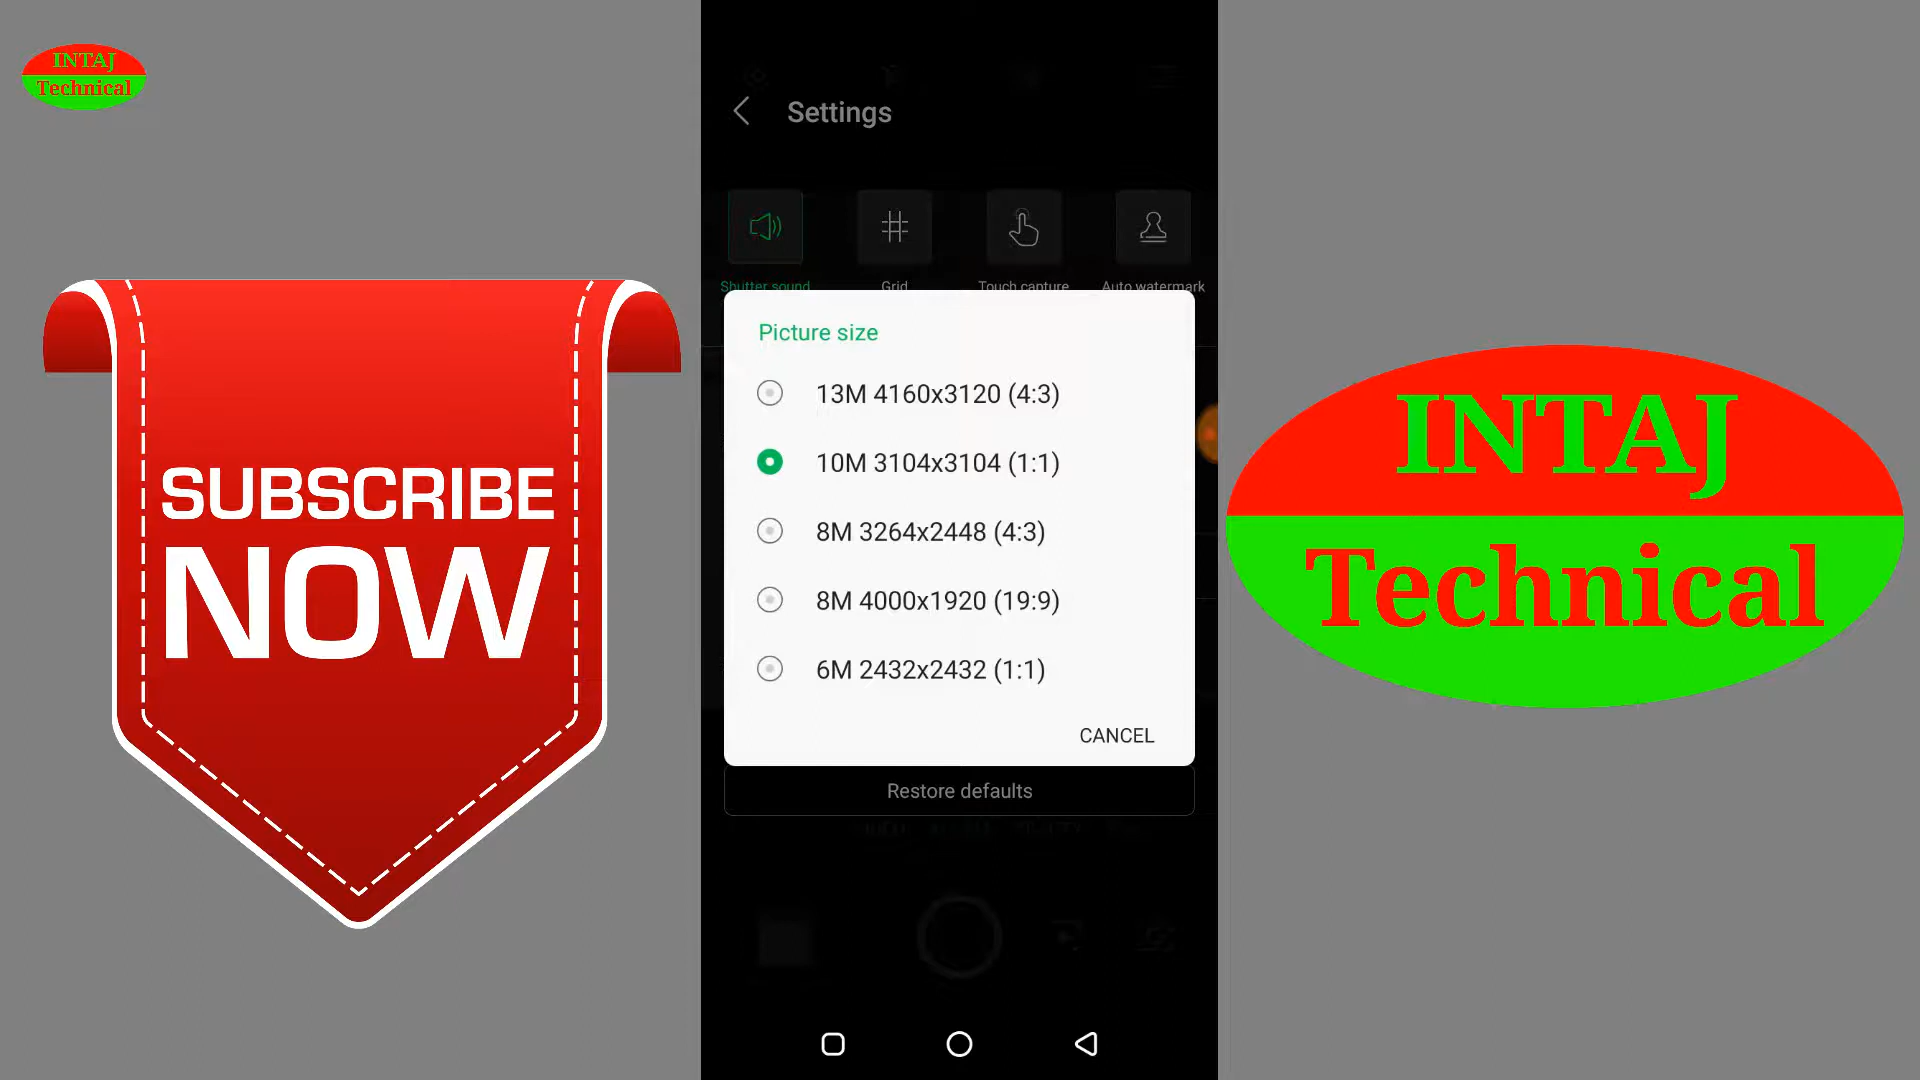 INTAJ
Technical
Settings
Shutter sound
Grid
Touch capture
Auto watermark
Picture size
13M 4160x3120 (4:3)
10M 3104x3104 (1:1)
8M 3264x2448 (4:3)
8M 4000x1920 (19:9)
6M 2432x2432 (1:1)
CANCEL
Restore defaults
SUBSCRIBE
NOW
INTAJ
Technical